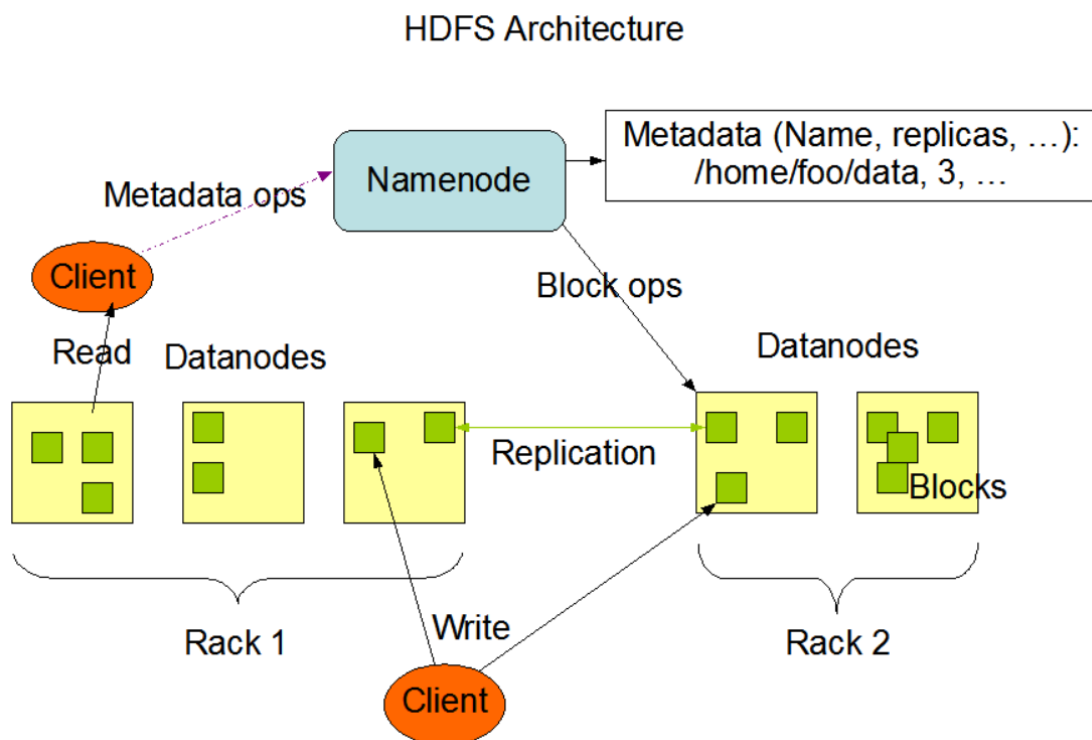 HDFS Architecture
Metadata (Name, replicas, …):
/home/foo/data, 3, …
Namenode
Metadata ops
Client
Block ops
Read
Datanodes
Datanodes
Replication
Blocks
Rack 1
Write
Rack 2
Client